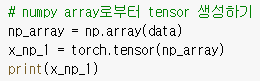 # numpy array로부터 tensor 생성하기
np_array = np.array(data)
x_np_1 = torch.tensor(np_array)
print(x_np_1)